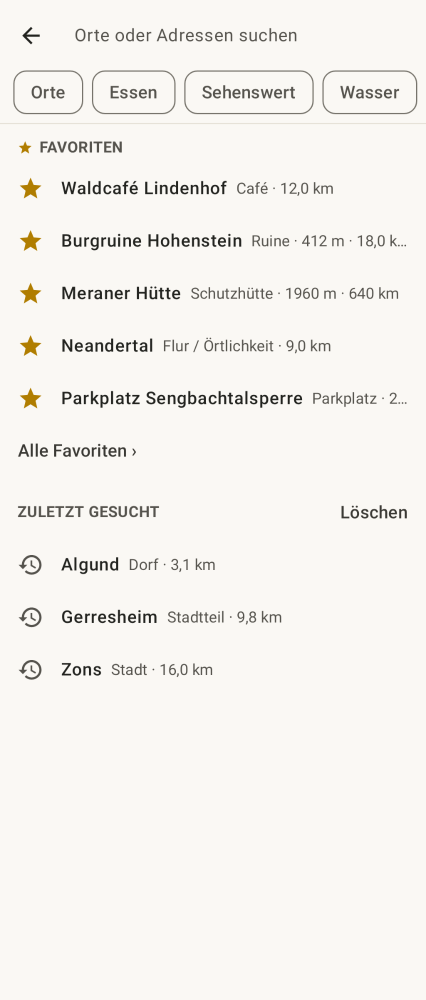 Orte oder Adressen suchen
Orte Essen Sehenswert Wasser
FAVORITEN
Waldcafé Lindenhof Café · 12,0 km
Burgruine Hohenstein Ruine · 412 m · 18,0 k…
Meraner Hütte Schutzhütte · 1960 m · 640 km
Neandertal Flur / Örtlichkeit · 9,0 km
Parkplatz Sengbachtalsperre Parkplatz · 2…
Alle Favoriten ›
ZULETZT GESUCHT Löschen
Algund Dorf · 3,1 km
Gerresheim Stadtteil · 9,8 km
Zons Stadt · 16,0 km